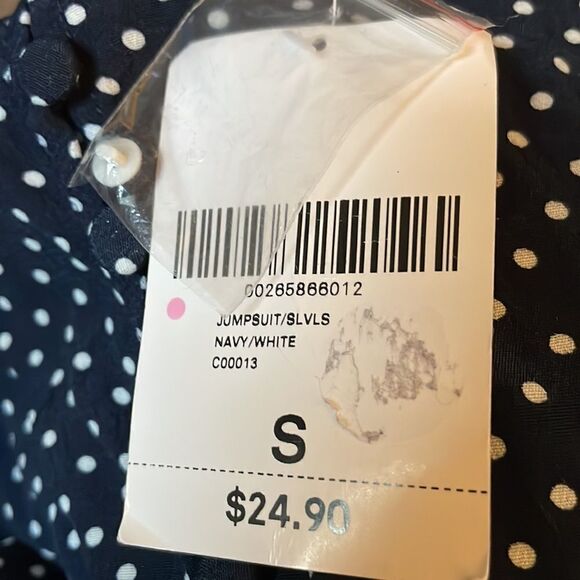 00265866012
JUMPSUIT/SLVLS
NAVY/WHITE
C00013
S
$24.90